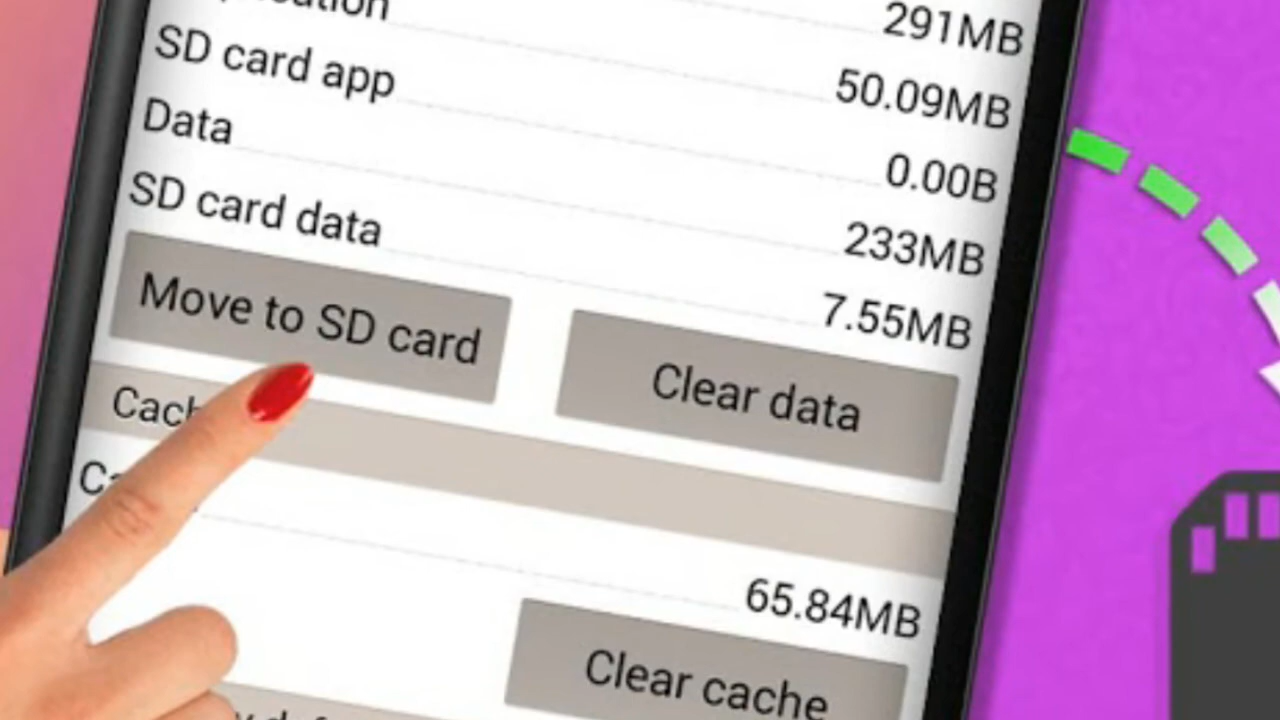 291MB
50.09MB
SD card app 0.00B
Data 233MB
SD card data 7.55MB
Move to SD card Clear data
65.84MB
Clear cache